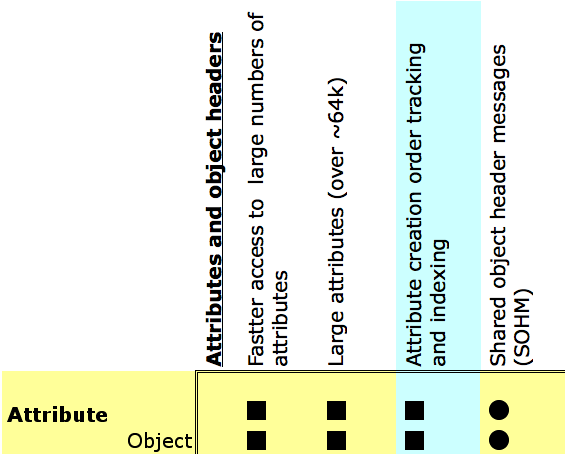 Attributes and object headers
Fastter access to large numbers of
attributes
Large attributes (over ~64k)
Attribute creation order tracking
and indexing
Shared object header messages
(SOHM)
Attribute
Object